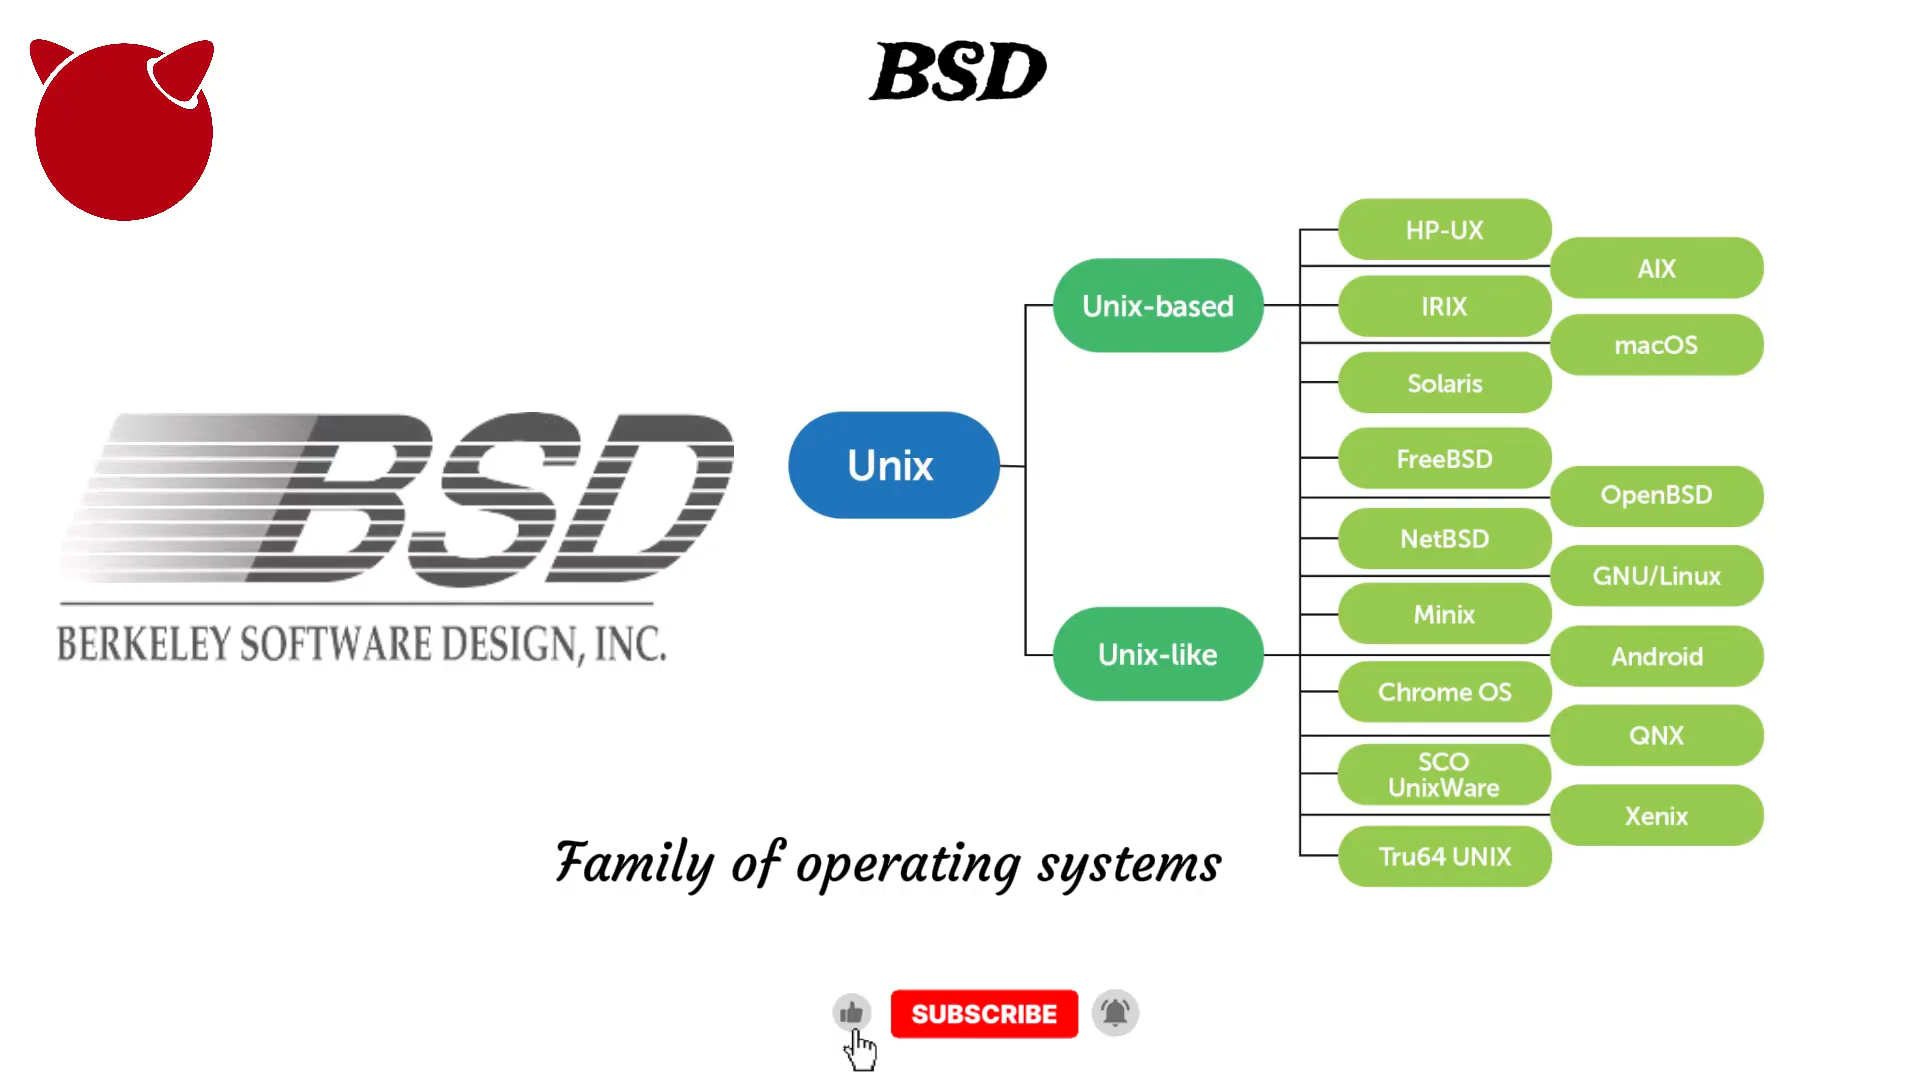 BSD
BSD
BERKELEY SOFTWARE DESIGN, INC.
Unix
Unix-based
Unix-like
HP-UX
AIX
IRIX
macOS
Solaris
FreeBSD
OpenBSD
NetBSD
GNU/Linux
Minix
Android
Chrome OS
QNX
SCO
UnixWare
Xenix
Tru64 UNIX
Family of operating systems
SUBSCRIBE